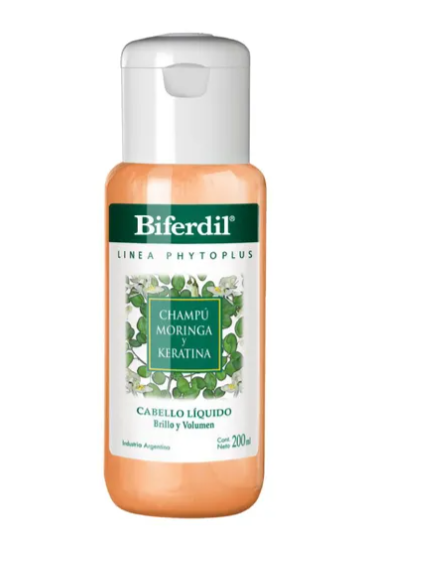 Biferdil®
LINEA PHYTOPLUS
CHAMPÚ
MORINGA
y
KERATINA
CABELLO LÍQUIDO
Brillo y Volumen
Industria Argentina
Cont.
Neto 200 ml